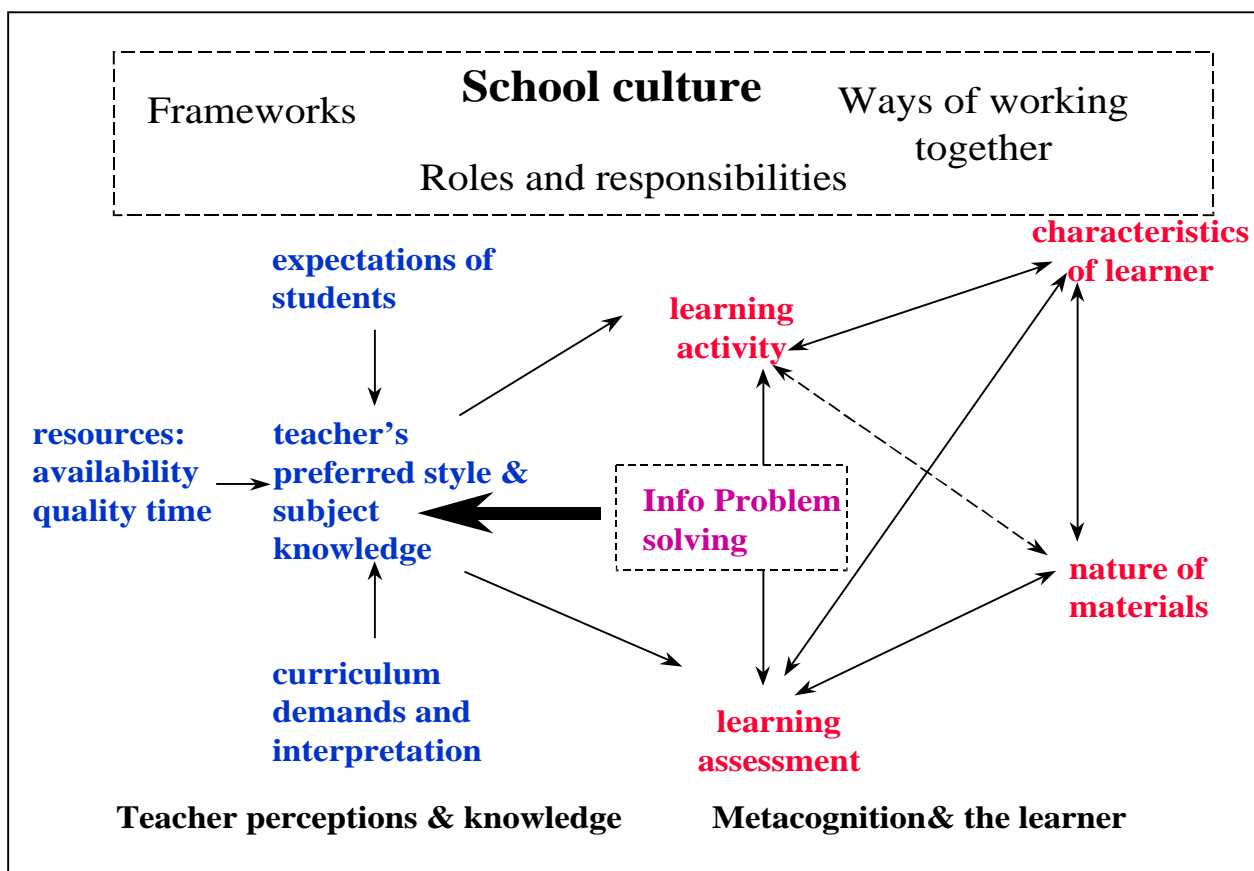 School culture
Frameworks
Ways of working
together
Roles and responsibilities
characteristics
of learner
expectations of
students
learning
activity
resources:
availability
quality time
teacher's
preferred style &
subject
knowledge
Info Problem
solving
nature of
materials
curriculum
demands and
interpretation
learning
assessment
Teacher perceptions & knowledge
Metacognition& the learner